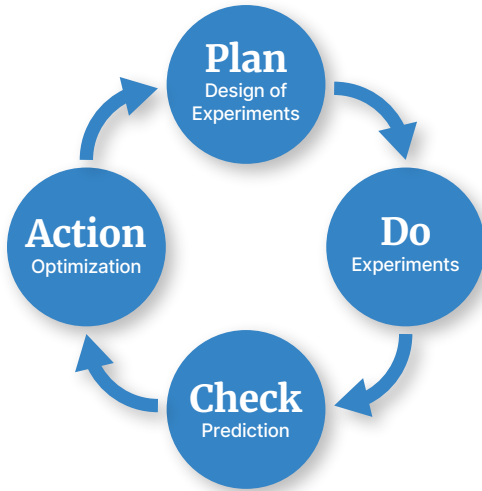 Plan
Design of
Experiments
Do
Experiments
Check
Prediction
Action
Optimization